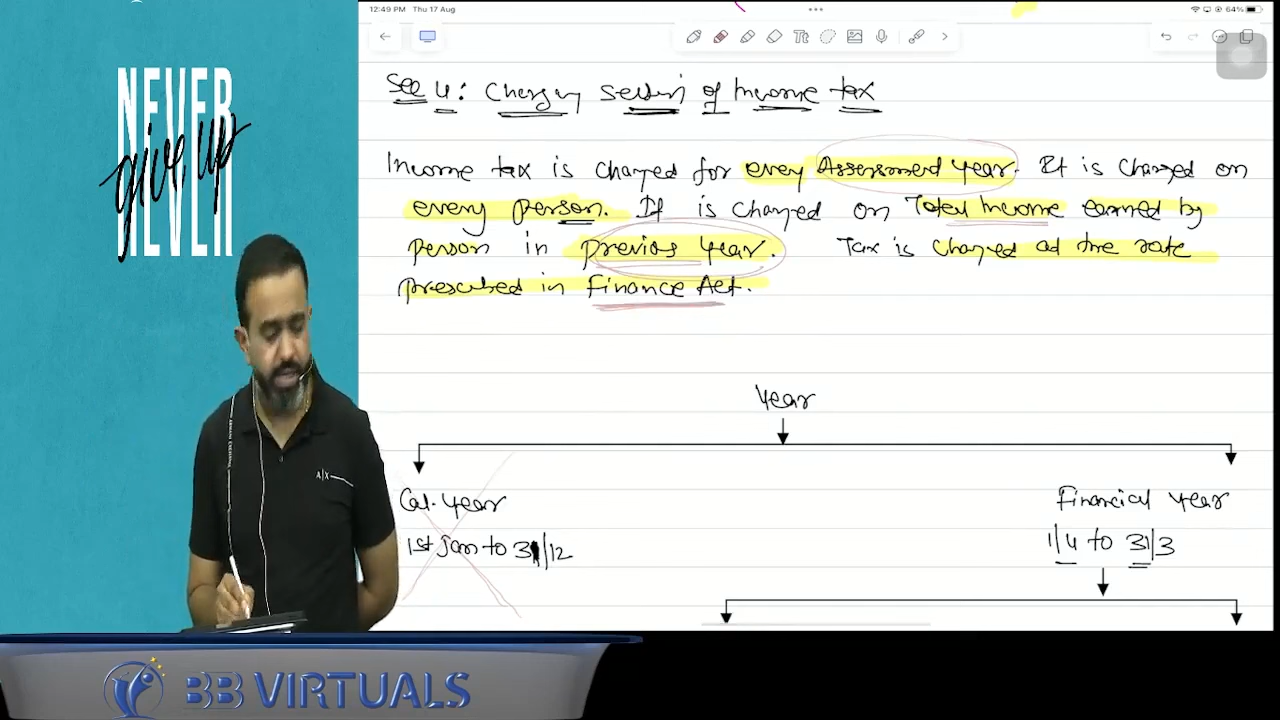 NEVER
give up
NEVER
12:49 PM Thu 17 Aug
64%
Sec 4: Charging Section of Income tax
Income tax is charged for every Assessment year. It is charged on
every person. It is charged on Total Income earned by
person in previous year. Tax is charged at the rate
prescribed in Finance Act.
Year
Cal. year
Financial year
1st Jan to 31/12
1/4 to 31/3
A|X
BB VIRTUALS